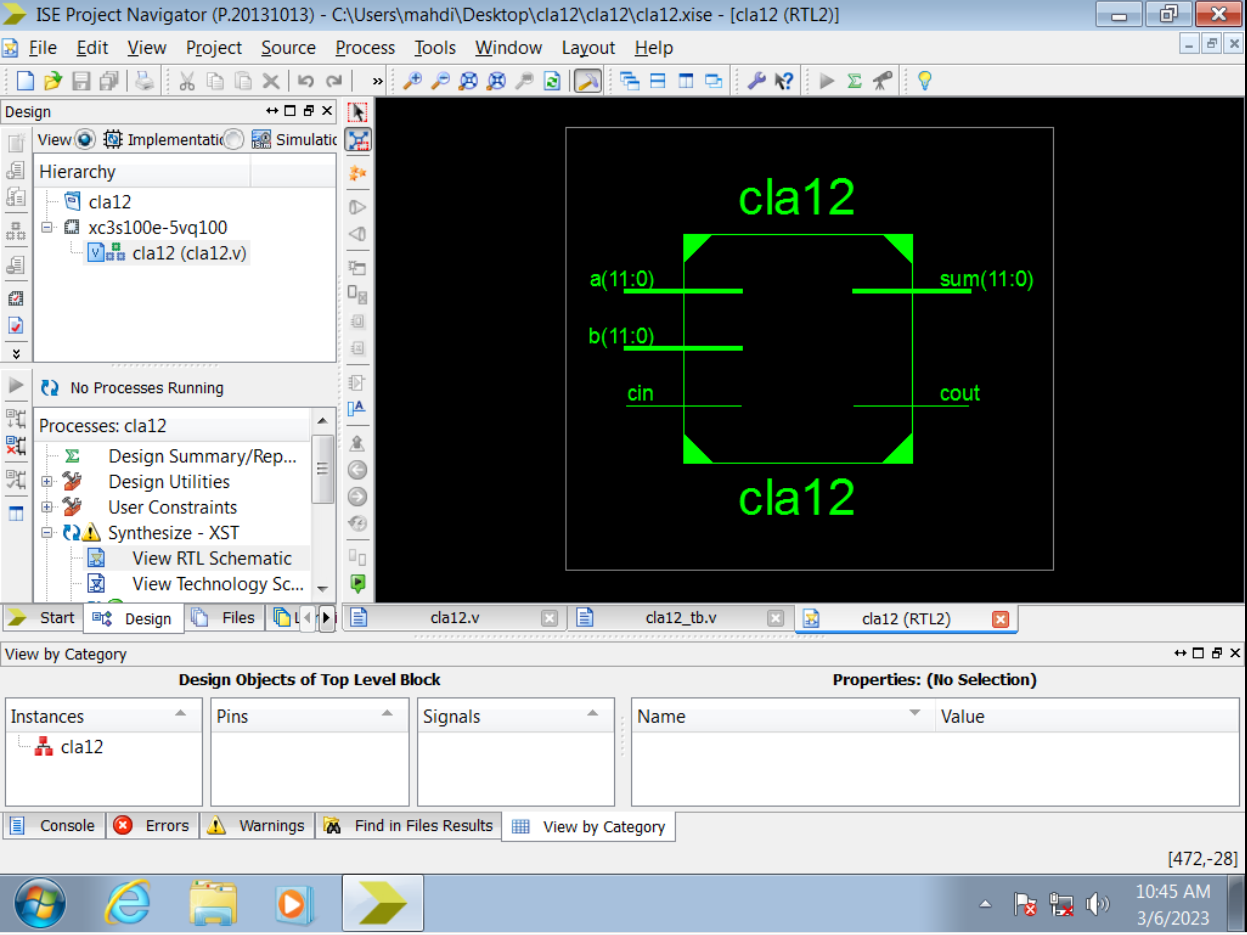 ISE Project Navigator (P.20131013) - C:\Users\mahdi\Desktop\cla12\cla12\cla12.xise - [cla12 (RTL2)]
File Edit View Project Source Process Tools Window Layout Help
Design
View Implementatic Simulatic
Hierarchy
cla12
xc3s100e-5vq100
cla12 (cla12.v)
No Processes Running
Processes: cla12
Design Summary/Rep...
Design Utilities
User Constraints
Synthesize - XST
View RTL Schematic
View Technology Sc...
Start Design Files
cla12
a(11:0) sum(11:0)
b(11:0)
cin cout
cla12
cla12.v cla12_tb.v cla12 (RTL2)
View by Category
Design Objects of Top Level Block Properties: (No Selection)
Instances Pins Signals Name Value
cla12
Console Errors Warnings Find in Files Results View by Category
[472,-28]
10:45 AM
3/6/2023